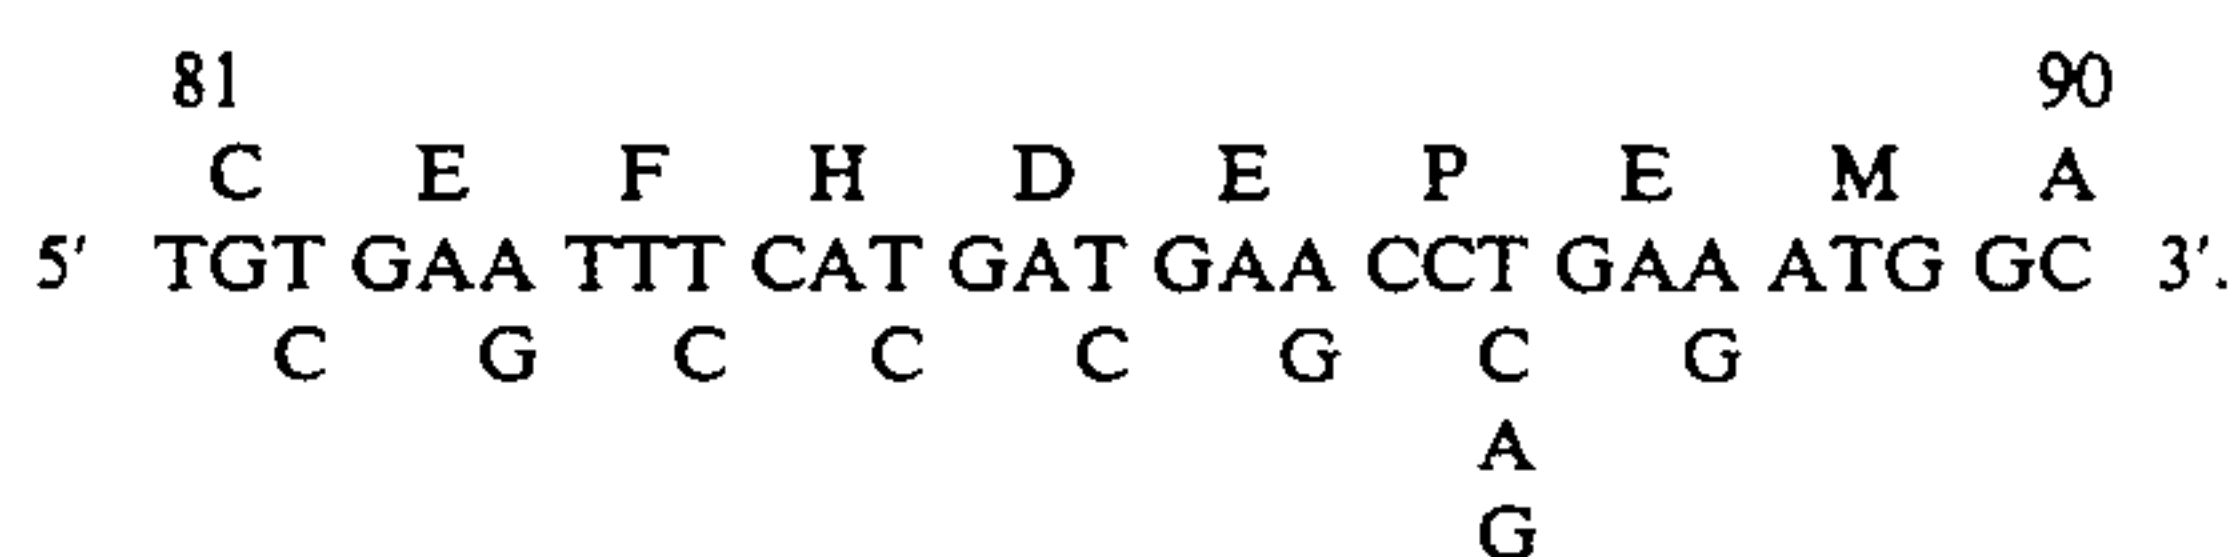 81 90
C E F H D E P E M A
5′ TGT GAA TTT CAT GAT GAA CCT GAA ATG GC 3′.
C G C C C G C G
A
G